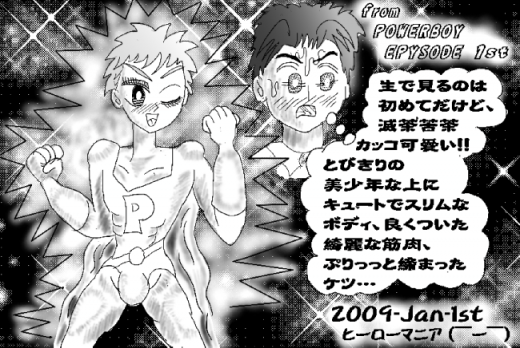 from
POWERBOY
EPYSODE 1st
生で見るのは
初めてだけど、
滅茶苦茶
カッコ可愛い!!
とびきりの
美少年な上に
キュートでスリムな
ボディ、良くついた
綺麗な筋肉、
ぷりっっと締まった
ケツ…
P
2009-Jan-1st
ヒーローマニア(￣ー￣)